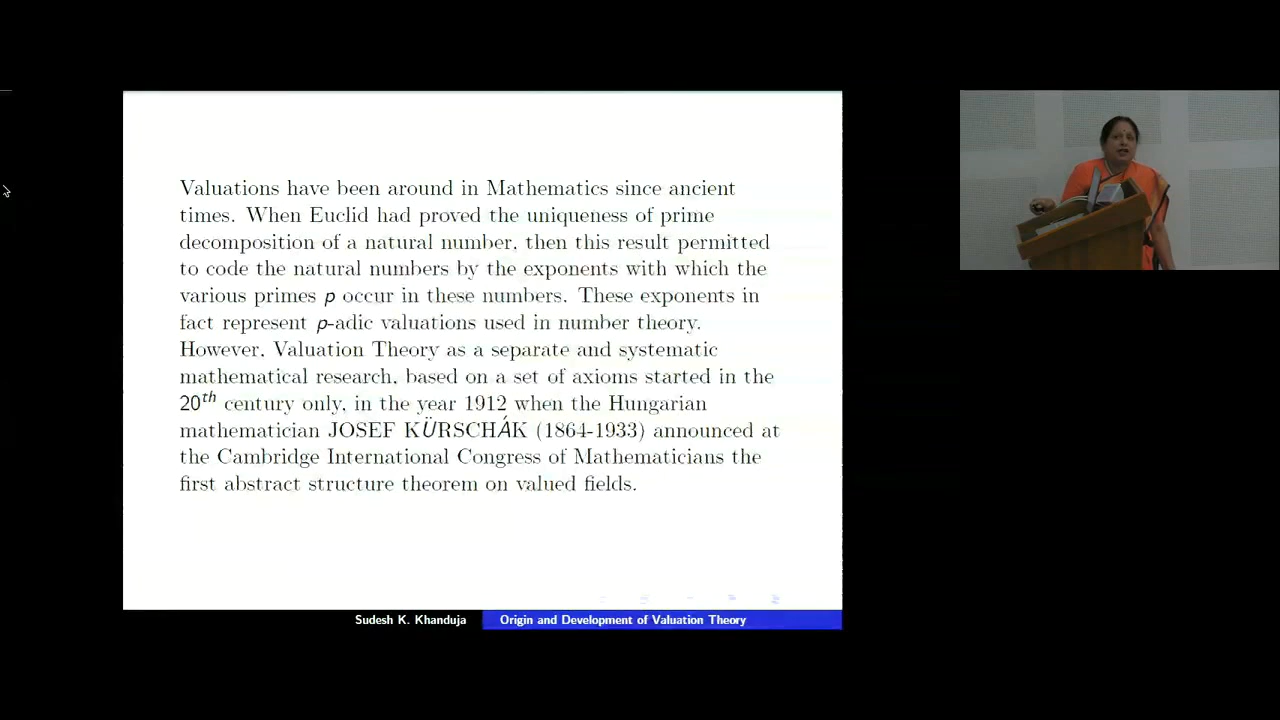 Valuations have been around in Mathematics since ancient
times. When Euclid had proved the uniqueness of prime
decomposition of a natural number, then this result permitted
to code the natural numbers by the exponents with which the
various primes p occur in these numbers. These exponents in
fact represent p-adic valuations used in number theory.
However, Valuation Theory as a separate and systematic
mathematical research, based on a set of axioms started in the
20th century only, in the year 1912 when the Hungarian
mathematician JOSEF KÜRSCHÁK (1864-1933) announced at
the Cambridge International Congress of Mathematicians the
first abstract structure theorem on valued fields.
Sudesh K. Khanduja Origin and Development of Valuation Theory